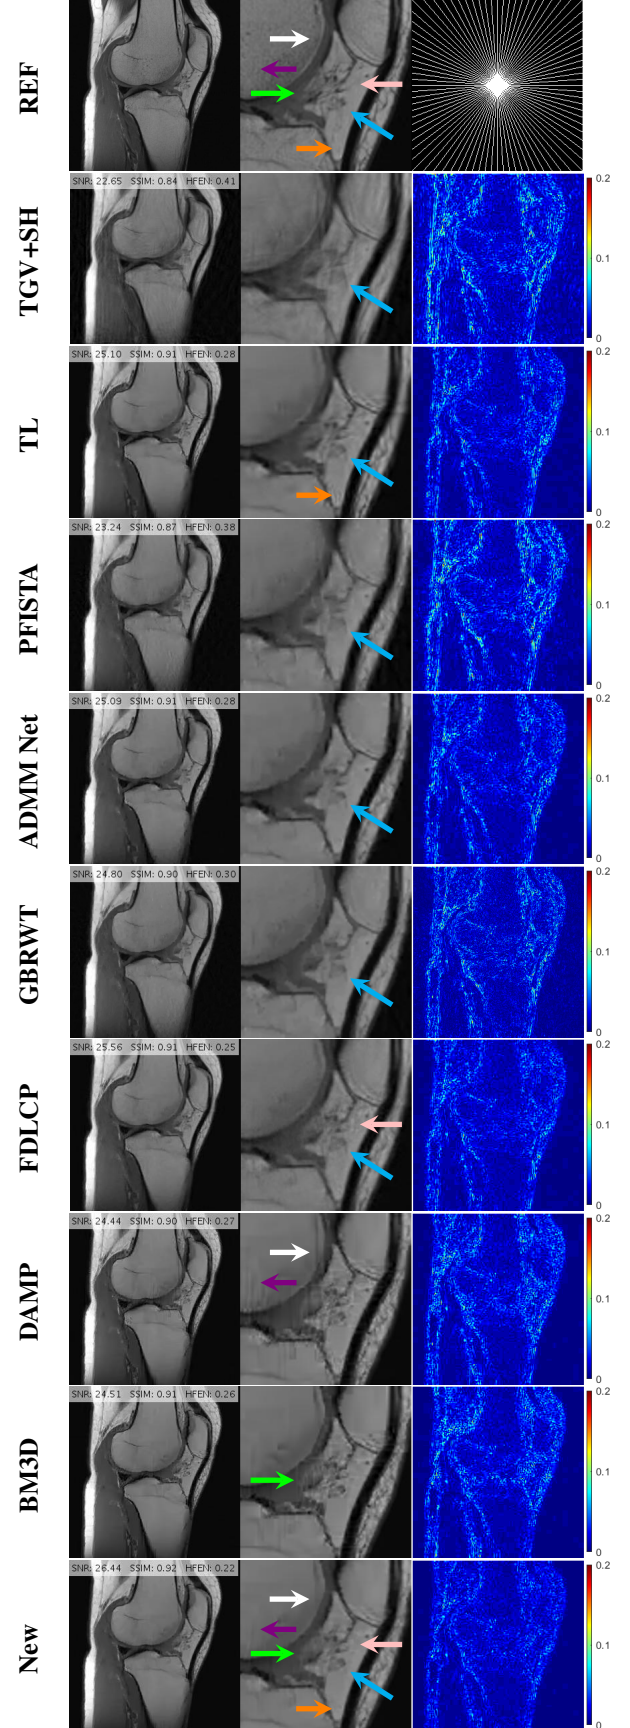 REF
TGV+SH
SNR: 22.65 SSIM: 0.84 HFEN: 0.41
0.2
0.1
0
TL
SNR: 25.10 SSIM: 0.91 HFEN: 0.28
0.2
0.1
0
PFISTA
SNR: 23.24 SSIM: 0.87 HFEN: 0.38
0.2
0.1
0
ADMM Net
SNR: 25.09 SSIM: 0.91 HFEN: 0.28
0.2
0.1
0
GBRWT
SNR: 24.80 SSIM: 0.90 HFEN: 0.30
0.2
0.1
0
FDLCP
SNR: 25.56 SSIM: 0.91 HFEN: 0.25
0.2
0.1
0
DAMP
SNR: 24.44 SSIM: 0.90 HFEN: 0.27
0.2
0.1
0
BM3D
SNR: 24.51 SSIM: 0.91 HFEN: 0.26
0.2
0.1
0
New
SNR: 26.44 SSIM: 0.92 HFEN: 0.22
0.2
0.1
0